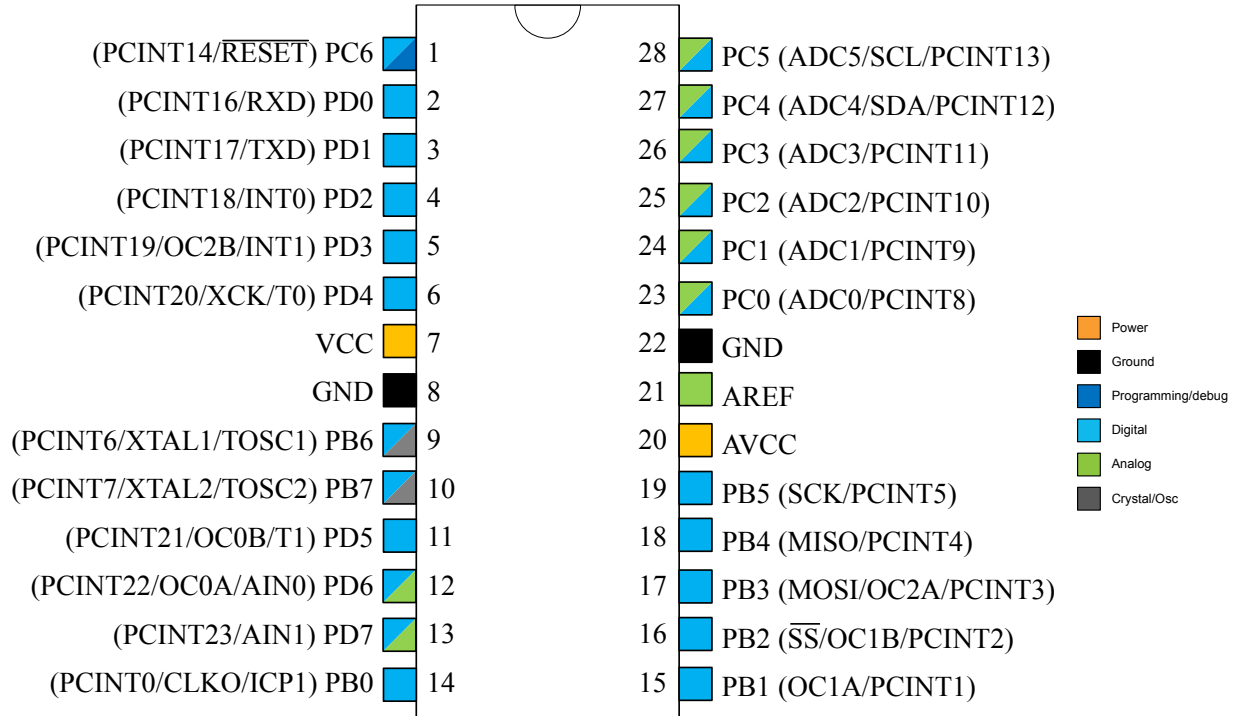 (PCINT14/RESET) PC6 1
(PCINT16/RXD) PD0 2
(PCINT17/TXD) PD1 3
(PCINT18/INT0) PD2 4
(PCINT19/OC2B/INT1) PD3 5
(PCINT20/XCK/T0) PD4 6
VCC 7
GND 8
(PCINT6/XTAL1/TOSC1) PB6 9
(PCINT7/XTAL2/TOSC2) PB7 10
(PCINT21/OC0B/T1) PD5 11
(PCINT22/OC0A/AIN0) PD6 12
(PCINT23/AIN1) PD7 13
(PCINT0/CLKO/ICP1) PB0 14
28 PC5 (ADC5/SCL/PCINT13)
27 PC4 (ADC4/SDA/PCINT12)
26 PC3 (ADC3/PCINT11)
25 PC2 (ADC2/PCINT10)
24 PC1 (ADC1/PCINT9)
23 PC0 (ADC0/PCINT8)
22 GND
21 AREF
20 AVCC
19 PB5 (SCK/PCINT5)
18 PB4 (MISO/PCINT4)
17 PB3 (MOSI/OC2A/PCINT3)
16 PB2 (SS/OC1B/PCINT2)
15 PB1 (OC1A/PCINT1)
Power
Ground
Programming/debug
Digital
Analog
Crystal/Osc